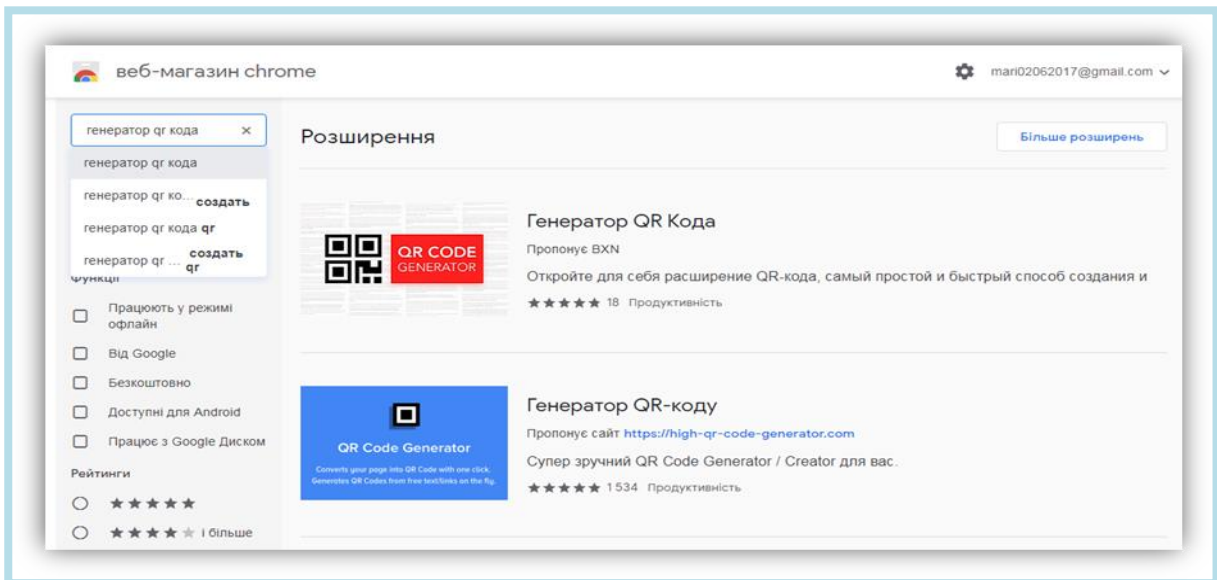 веб-магазин chrome
mari02062017@gmail.com
генератор qr кода
генератор qr кода
генератор qr ко... создать
генератор qr кода qr
генератор qr ... создать qr
Функції
Працюють у режимі
офлайн
Від Google
Безкоштовно
Доступні для Android
Працює з Google Диском
Рейтинги
і більше
Розширення
Більше розширень
QR CODE
GENERATOR
Генератор QR Кода
Пропонує BXN
Откройте для себя расширение QR-кода, самый простой и быстрый способ создания и
18 Продуктивність
QR Code Generator
Converts your page into QR Code with one click.
Generetes QR Codes from free text/links on the fly.
Генератор QR-коду
Пропонує сайт https://high-qr-code-generator.com
Супер зручний QR Code Generator / Creator для вас.
1 534 Продуктивність